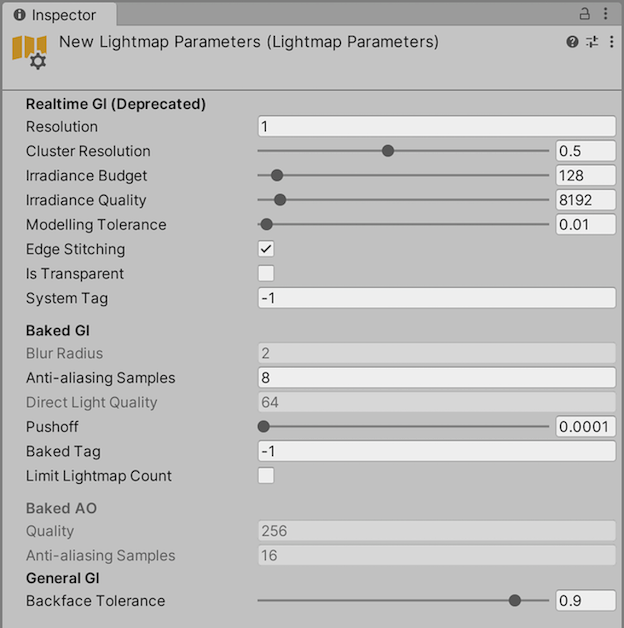 Inspector
New Lightmap Parameters (Lightmap Parameters)
Realtime GI (Deprecated)
Resolution 1
Cluster Resolution 0.5
Irradiance Budget 128
Irradiance Quality 8192
Modelling Tolerance 0.01
Edge Stitching
Is Transparent
System Tag -1
Baked GI
Blur Radius 2
Anti-aliasing Samples 8
Direct Light Quality 64
Pushoff 0.0001
Baked Tag -1
Limit Lightmap Count
Baked AO
Quality 256
Anti-aliasing Samples 16
General GI
Backface Tolerance 0.9